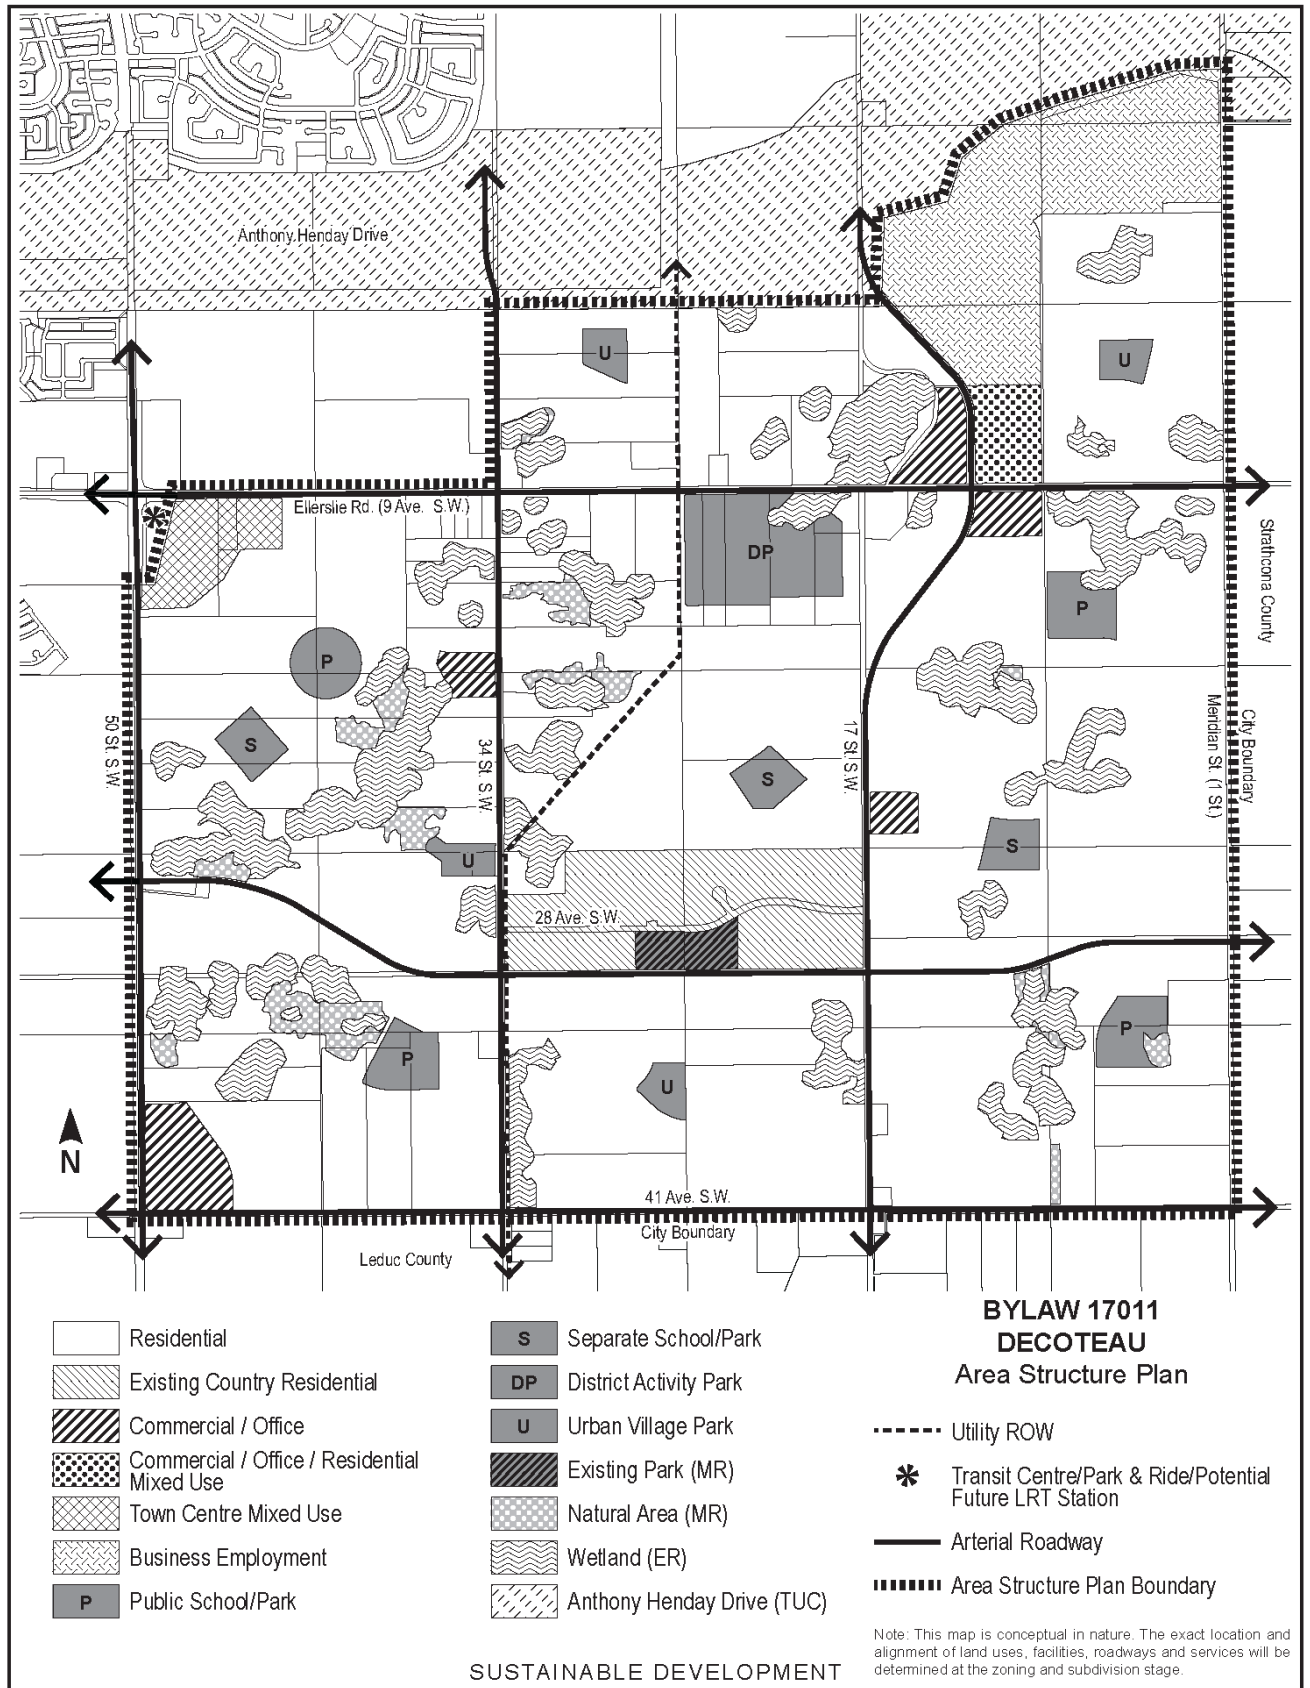 Anthony Henday Drive
U
U
Ellerslie Rd. (9 Ave. S.W.)
DP
Strathcona County
P
P
50 St. S.W.
34 St. S.W.
17 St. S.W.
Meridian St. (1 St.)
City Boundary
S
S
S
U
28 Ave. S.W.
P
P
U
N
41 Ave. S.W.
City Boundary
Leduc County
Residential
Existing Country Residential
Commercial / Office
Commercial / Office / Residential
Mixed Use
Town Centre Mixed Use
Business Employment
P Public School/Park
S Separate School/Park
DP District Activity Park
U Urban Village Park
Existing Park (MR)
Natural Area (MR)
Wetland (ER)
Anthony Henday Drive (TUC)
BYLAW 17011
DECOTEAU
Area Structure Plan
Utility ROW
Transit Centre/Park & Ride/Potential
Future LRT Station
Arterial Roadway
Area Structure Plan Boundary
Note: This map is conceptual in nature. The exact location and
alignment of land uses, facilities, roadways and services will be
determined at the zoning and subdivision stage.
SUSTAINABLE DEVELOPMENT